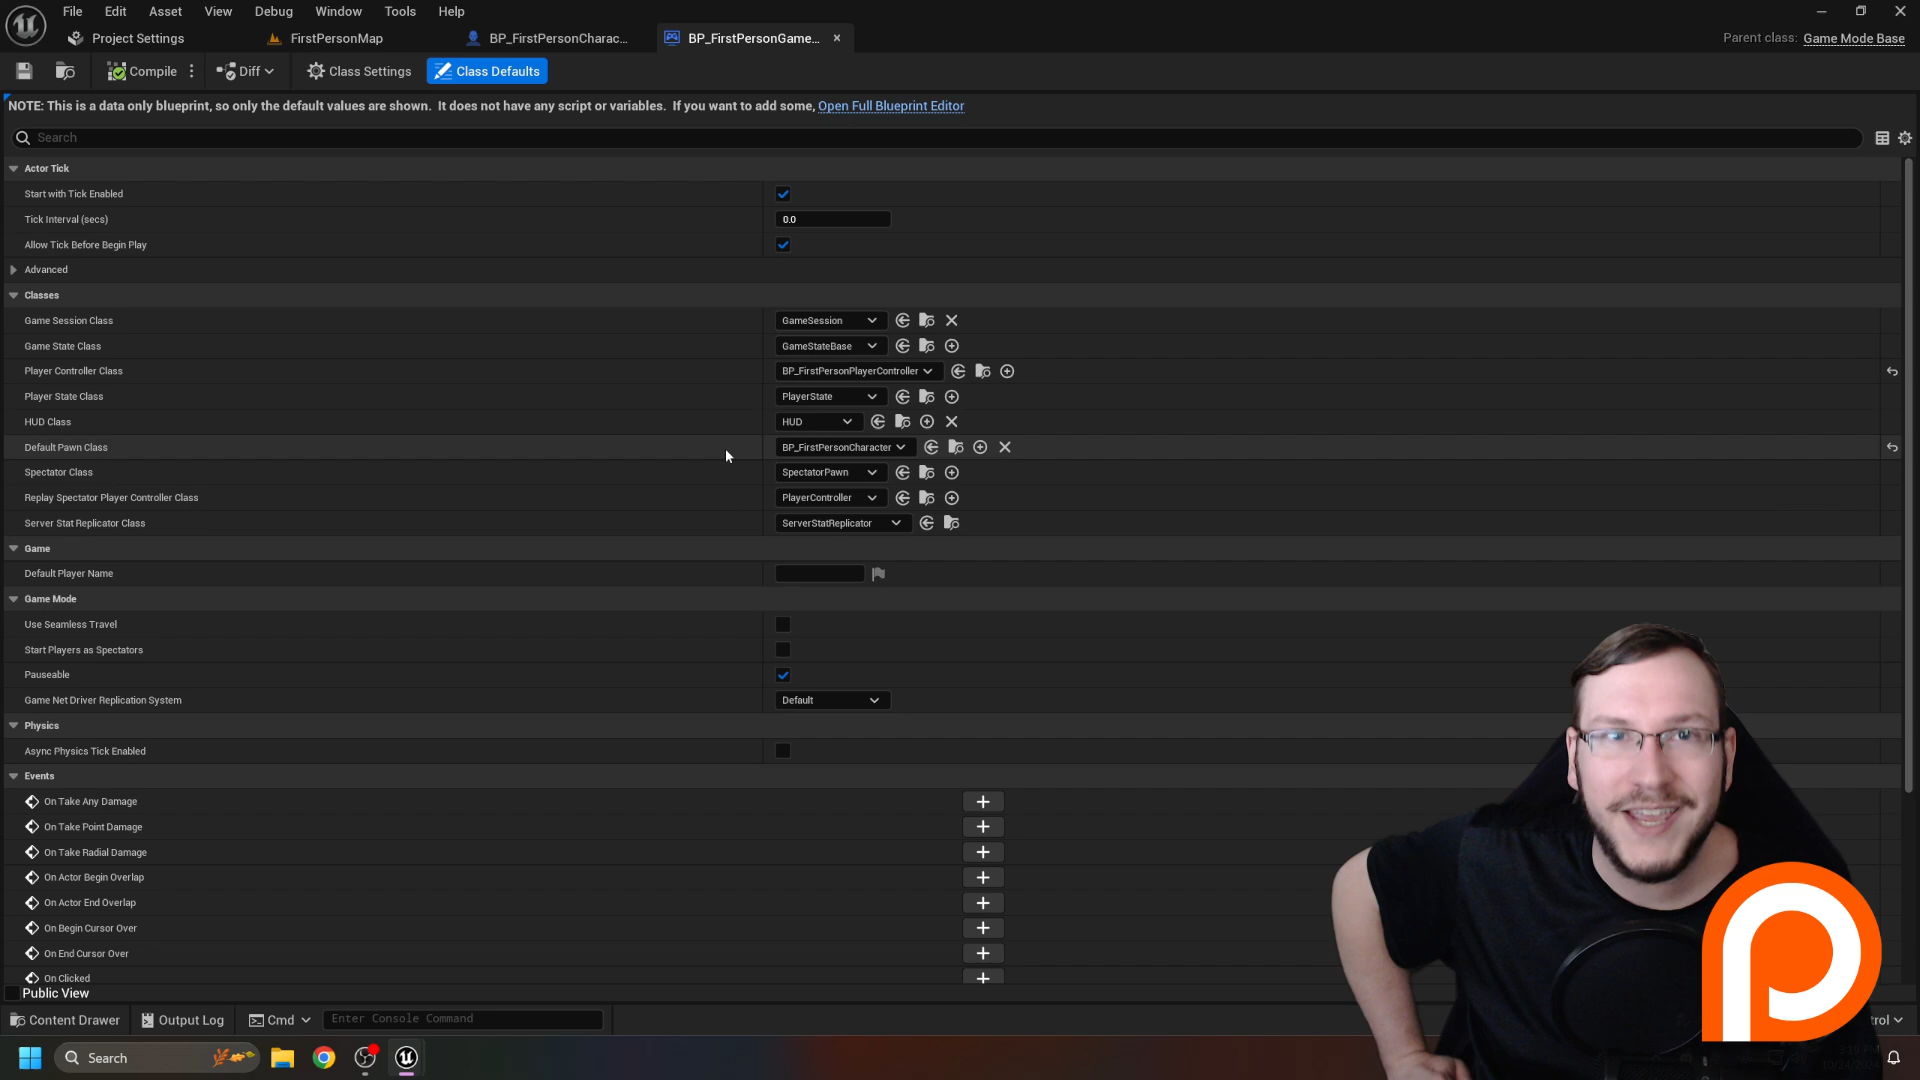 File Edit Asset View Debug Window Tools Help
Project Settings FirstPersonMap BP_FirstPersonCharac... BP_FirstPersonGame... Parent class: Game Mode Base
Compile Diff Class Settings Class Defaults
NOTE: This is a data only blueprint, so only the default values are shown. It does not have any script or variables. If you want to add some, Open Full Blueprint Editor
Search
Actor Tick
Start with Tick Enabled
Tick Interval (secs) 0.0
Allow Tick Before Begin Play
Advanced
Classes
Game Session Class GameSession
Game State Class GameStateBase
Player Controller Class BP_FirstPersonPlayerController
Player State Class PlayerState
HUD Class HUD
Default Pawn Class BP_FirstPersonCharacter
Spectator Class SpectatorPawn
Replay Spectator Player Controller Class PlayerController
Server Stat Replicator Class ServerStatReplicator
Game
Default Player Name
Game Mode
Use Seamless Travel
Start Players as Spectators
Pauseable
Game Net Driver Replication System Default
Physics
Async Physics Tick Enabled
Events
On Take Any Damage
On Take Point Damage
On Take Radial Damage
On Actor Begin Overlap
On Actor End Overlap
On Begin Cursor Over
On End Cursor Over
On Clicked
Public View
Content Drawer Output Log Cmd Enter Console Command trol
Search